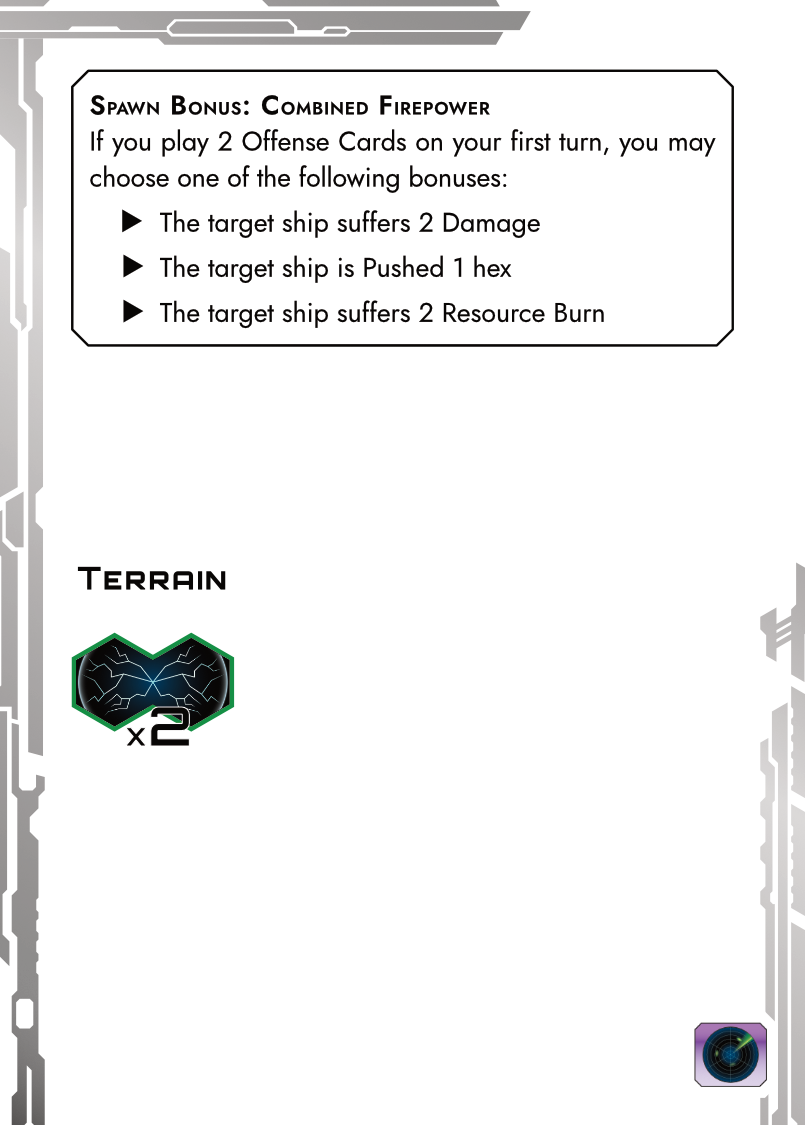 Spawn Bonus: Combined Firepower
If you play 2 Offense Cards on your first turn, you may
choose one of the following bonuses:
▶ The target ship suffers 2 Damage
▶ The target ship is Pushed 1 hex
▶ The target ship suffers 2 Resource Burn
Terrain
x2